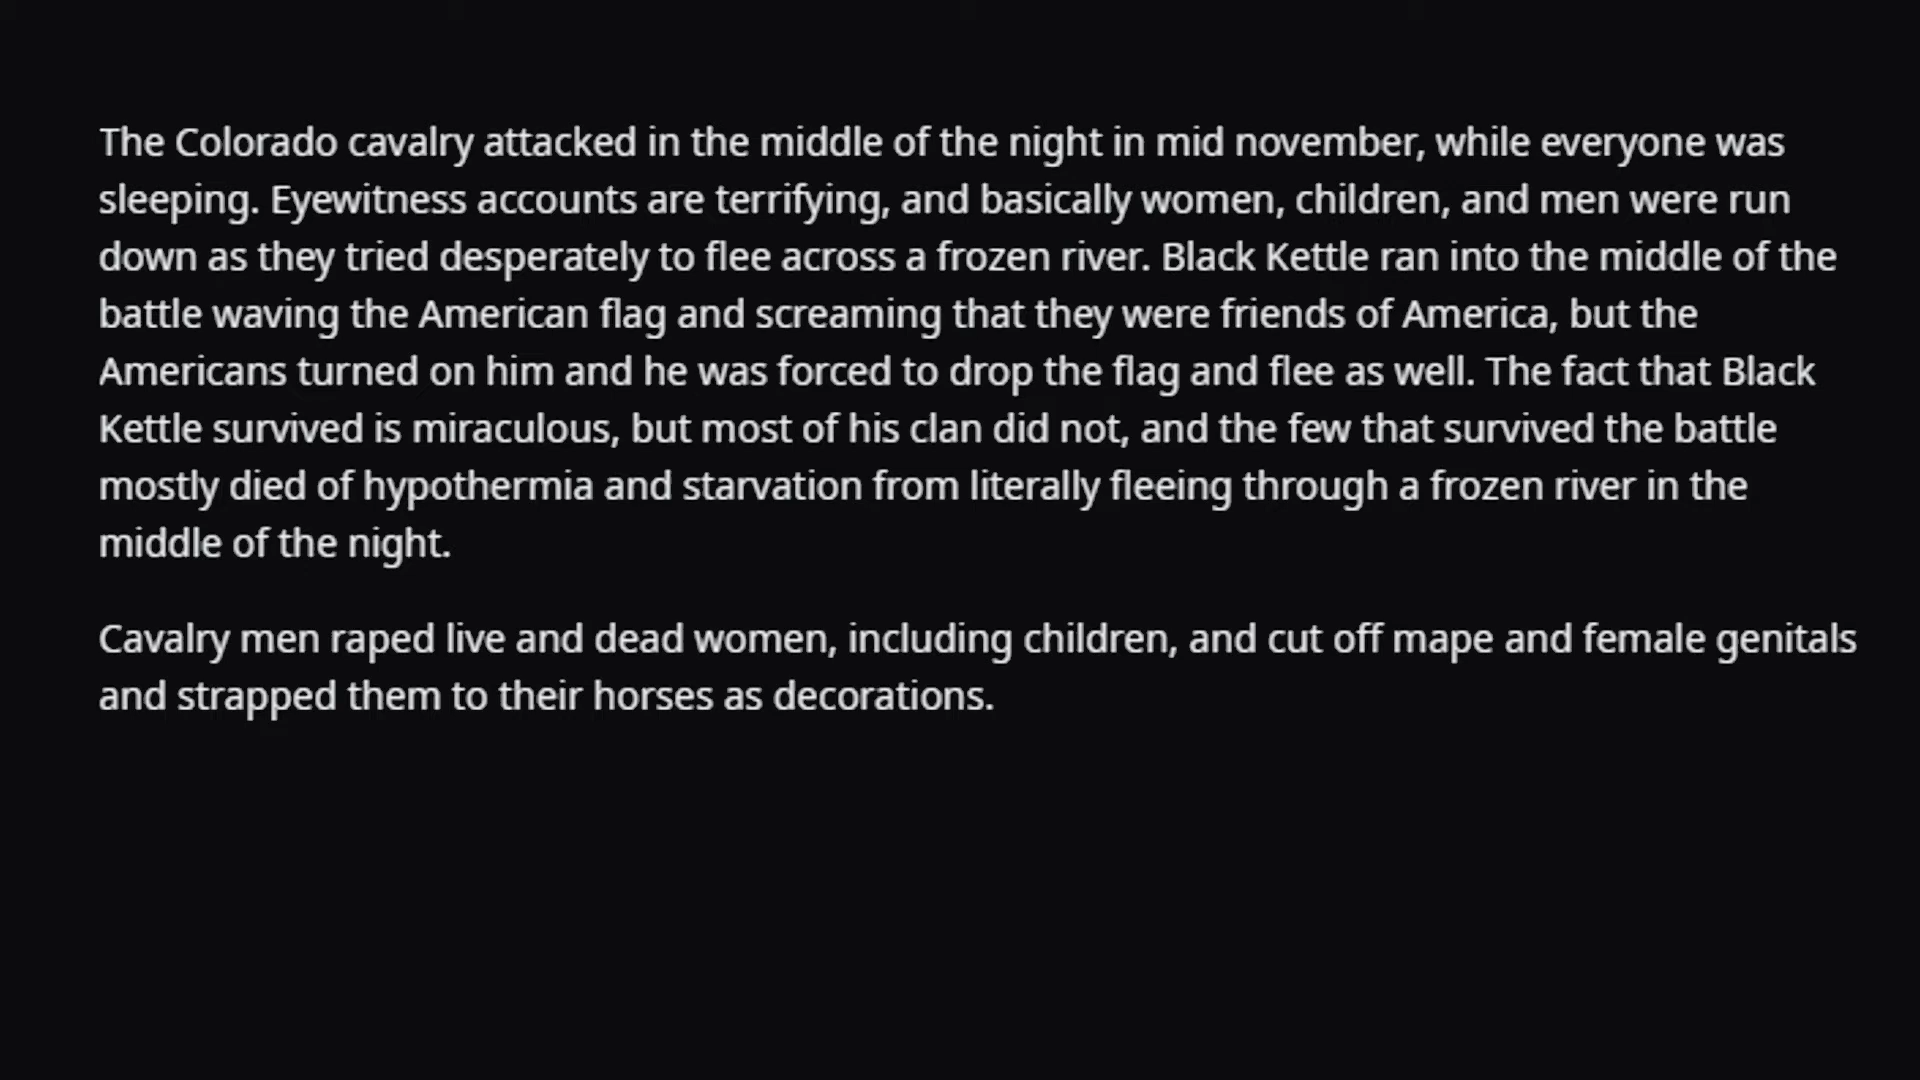 The Colorado cavalry attacked in the middle of the night in mid november, while everyone was
sleeping. Eyewitness accounts are terrifying, and basically women, children, and men were run
down as they tried desperately to flee across a frozen river. Black Kettle ran into the middle of the
battle waving the American flag and screaming that they were friends of America, but the
Americans turned on him and he was forced to drop the flag and flee as well. The fact that Black
Kettle survived is miraculous, but most of his clan did not, and the few that survived the battle
mostly died of hypothermia and starvation from literally fleeing through a frozen river in the
middle of the night.
Cavalry men raped live and dead women, including children, and cut off mape and female genitals
and strapped them to their horses as decorations.